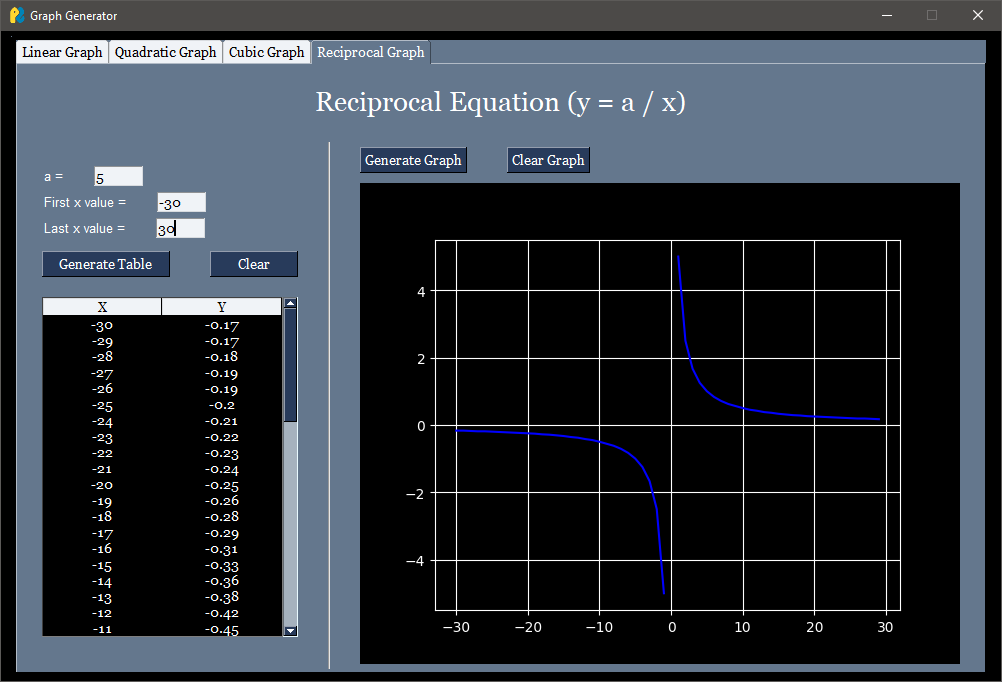 Graph Generator
Linear Graph Quadratic Graph Cubic Graph Reciprocal Graph
Reciprocal Equation (y = a / x)
a = 5
First x value = -30
Last x value = 30
Generate Table Clear
X Y
-30 -0.17
-29 -0.17
-28 -0.18
-27 -0.19
-26 -0.19
-25 -0.2
-24 -0.21
-23 -0.22
-22 -0.23
-21 -0.24
-20 -0.25
-19 -0.26
-18 -0.28
-17 -0.29
-16 -0.31
-15 -0.33
-14 -0.36
-13 -0.38
-12 -0.42
-11 -0.45
Generate Graph Clear Graph
4
2
0
−2
−4
−30 −20 −10 0 10 20 30